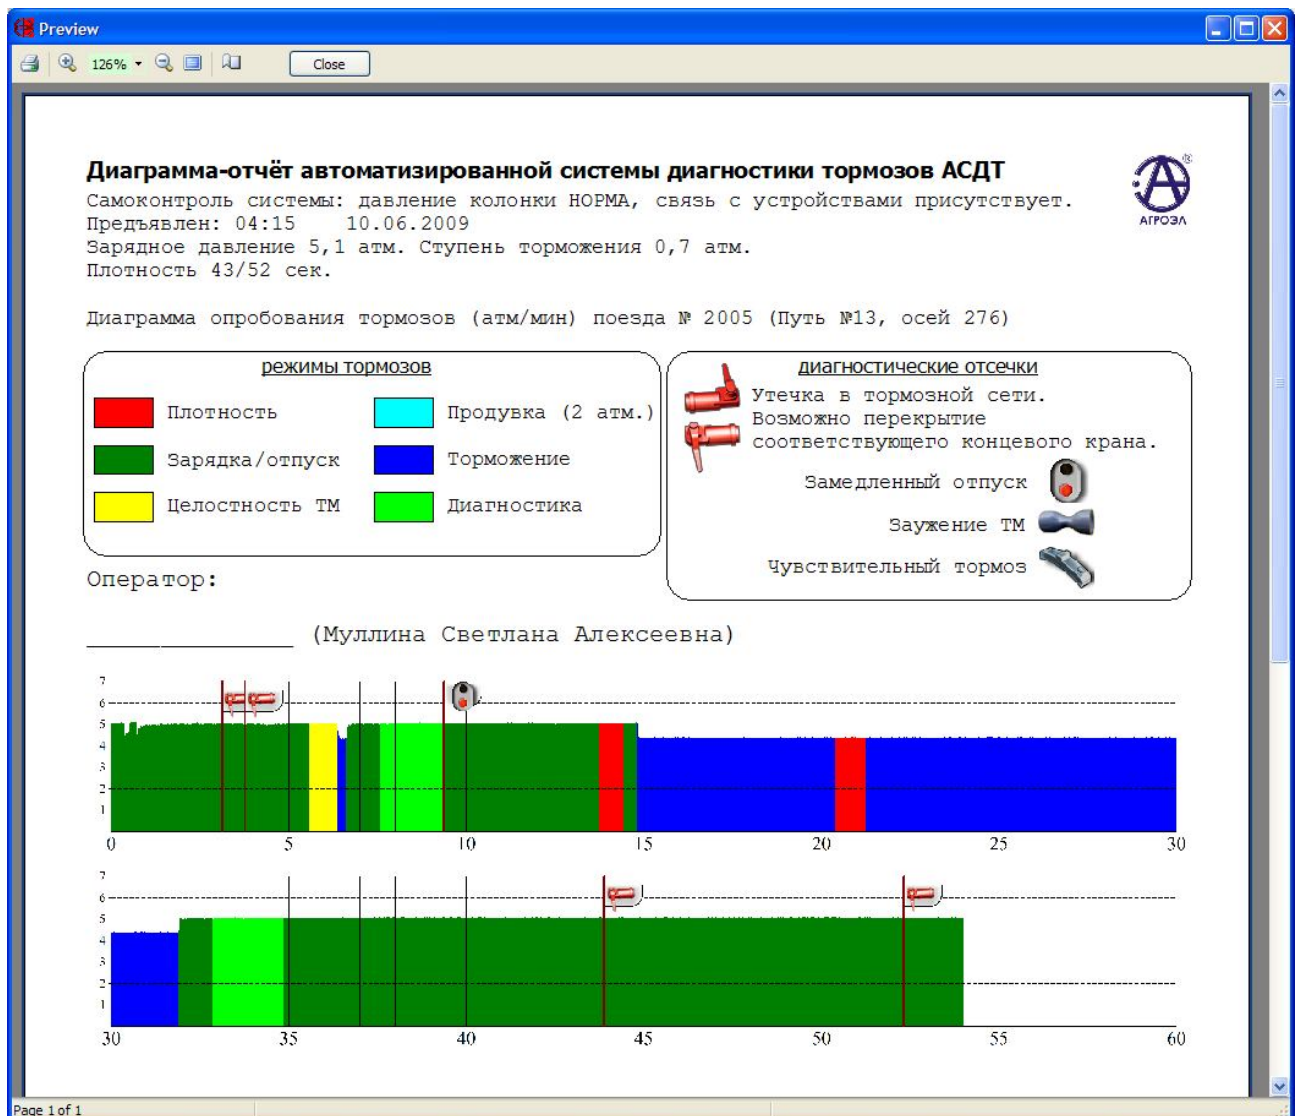 Preview
126%
Close
Диаграмма-отчёт автоматизированной системы диагностики тормозов АСДТ
Самоконтроль системы: давление колонки НОРМА, связь с устройствами присутствует.
Предъявлен: 04:15 10.06.2009
Зарядное давление 5,1 атм. Ступень торможения 0,7 атм.
Плотность 43/52 сек.
АГРОЭЛ
Диаграмма опробования тормозов (атм/мин) поезда № 2005 (Путь №13, осей 276)
режимы тормозов
Плотность
Продувка (2 атм.)
Зарядка/отпуск
Торможение
Целостность ТМ
Диагностика
диагностические отсечки
Утечка в тормозной сети.
Возможно перекрытие
соответствующего концевого крана.
Замедленный отпуск
Заужение ТМ
Чувствительный тормоз
Оператор:
(Муллина Светлана Алексеевна)
7
6
5
4
3
2
1
0 5 10 15 20 25 30
7
6
5
4
3
2
1
30 35 40 45 50 55 60
Page 1 of 1